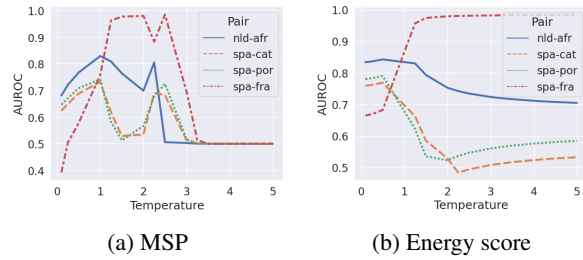 1.0
0.9
0.8
0.7
0.6
0.5
0.4
AUROC
Pair
nld-afr
spa-cat
spa-por
spa-fra
0 1 2 3 4 5
Temperature
(a) MSP
1.0
0.9
0.8
0.7
0.6
0.5
AUROC
Pair
nld-afr
spa-cat
spa-por
spa-fra
0 1 2 3 4 5
Temperature
(b) Energy score